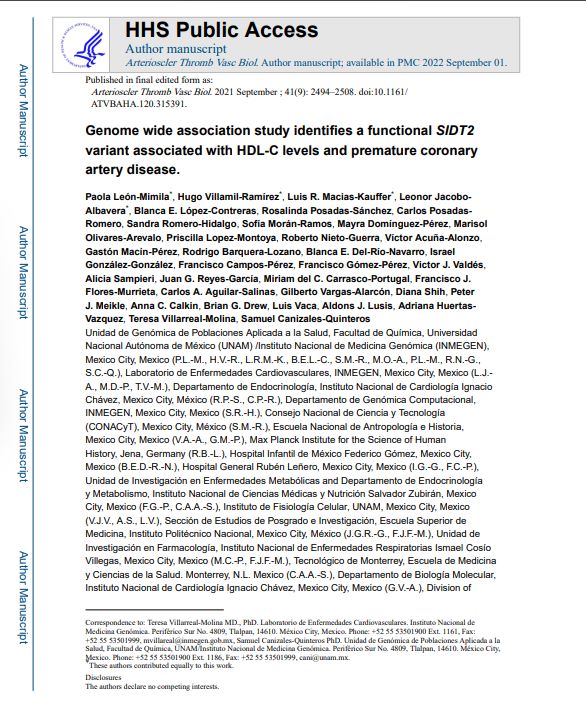 HHS Public Access
Author manuscript
Arterioscler Thromb Vasc Biol. Author manuscript; available in PMC 2022 September 01.
Published in final edited form as:
Arterioscler Thromb Vasc Biol. 2021 September ; 41(9): 2494–2508. doi:10.1161/
ATVBAHA.120.315391.
Genome wide association study identifies a functional SIDT2
variant associated with HDL-C levels and premature coronary
artery disease.
Paola León-Mimila*, Hugo Villamil-Ramírez*, Luis R. Macias-Kauffer*, Leonor Jacobo-
Albavera*, Blanca E. López-Contreras, Rosalinda Posadas-Sánchez, Carlos Posadas-
Romero, Sandra Romero-Hidalgo, Sofía Morán-Ramos, Mayra Domínguez-Pérez, Marisol
Olivares-Arevalo, Priscilla Lopez-Montoya, Roberto Nieto-Guerra, Víctor Acuña-Alonzo,
Gastón Macín-Pérez, Rodrigo Barquera-Lozano, Blanca E. Del-Río-Navarro, Israel
González-González, Francisco Campos-Pérez, Francisco Gómez-Pérez, Victor J. Valdés,
Alicia Sampieri, Juan G. Reyes-García, Miriam del C. Carrasco-Portugal, Francisco J.
Flores-Murrieta, Carlos A. Aguilar-Salinas, Gilberto Vargas-Alarcón, Diana Shih, Peter
J. Meikle, Anna C. Calkin, Brian G. Drew, Luis Vaca, Aldons J. Lusis, Adriana Huertas-
Vazquez, Teresa Villarreal-Molina, Samuel Canizales-Quinteros
Unidad de Genómica de Poblaciones Aplicada a la Salud, Facultad de Química, Universidad
Nacional Autónoma de México (UNAM) /Instituto Nacional de Medicina Genómica (INMEGEN),
Mexico City, Mexico (P.L.-M., H.V.-R., L.R.M.-K., B.E.L.-C., S.M.-R., M.O.-A., P.L.-M., R.N.-G.,
S.C.-Q.), Laboratorio de Enfermedades Cardiovasculares, INMEGEN, Mexico City, Mexico (L.J.-
A., M.D.-P., T.V.-M.), Departamento de Endocrinología, Instituto Nacional de Cardiología Ignacio
Chávez, Mexico City, México (R.P.-S., C.P.-R.), Departamento de Genómica Computacional,
INMEGEN, Mexico City, Mexico (S.R.-H.), Consejo Nacional de Ciencia y Tecnología
(CONACyT), Mexico City, México (S.M.-R.), Escuela Nacional de Antropología e Historia,
Mexico City, Mexico (V.A.-A., G.M.-P.), Max Planck Institute for the Science of Human
History, Jena, Germany (R.B.-L.), Hospital Infantil de México Federico Gómez, Mexico City,
Mexico (B.E.D.-R.-N.), Hospital General Rubén Leñero, Mexico City, Mexico (I.G.-G., F.C.-P.),
Unidad de Investigación en Enfermedades Metabólicas and Departamento de Endocrinología
y Metabolismo, Instituto Nacional de Ciencias Médicas y Nutrición Salvador Zubirán, Mexico
City, Mexico (F.G.-P., C.A.A.-S.), Instituto de Fisiología Celular, UNAM, Mexico City, Mexico
(V.J.V., A.S., L.V.), Sección de Estudios de Posgrado e Investigación, Escuela Superior de
Medicina, Instituto Politécnico Nacional, Mexico City, México (J.G.R.-G., F.J.F.-M.), Unidad de
Investigación en Farmacología, Instituto Nacional de Enfermedades Respiratorias Ismael Cosío
Villegas, Mexico City, Mexico (M.C.-P., F.J.F.-M.), Tecnológico de Monterrey, Escuela de Medicina
y Ciencias de la Salud. Monterrey, N.L. Mexico (C.A.A.-S.), Departamento de Biología Molecular,
Instituto Nacional de Cardiología Ignacio Chávez, Mexico City, Mexico (G.V.-A.), Division of
Correspondence to: Teresa Villarreal-Molina MD., PhD. Laboratorio de Enfermedades Cardiovasculares. Instituto Nacional de
Medicina Genómica. Periférico Sur No. 4809, Tlalpan, 14610. México City, Mexico. Phone: +52 55 53501900 Ext. 1161, Fax:
+52 55 53501999, mvillareal@inmegen.gob.mx, Samuel Canizales-Quinteros PhD. Unidad de Genómica de Poblaciones Aplicada a la
Salud, Facultad de Química, UNAM/Instituto Nacional de Medicina Genómica. Periférico Sur No. 4809, Tlalpan, 14610. México City,
Mexico. Phone: +52 55 53501900 Ext. 1186, Fax: +52 55 53501999, cani@unam.mx.
*These authors contributed equally to this work.
Disclosures
The authors declare no competing interests.
Author Manuscript
Author Manuscript
Author Manuscript
Author Manuscript